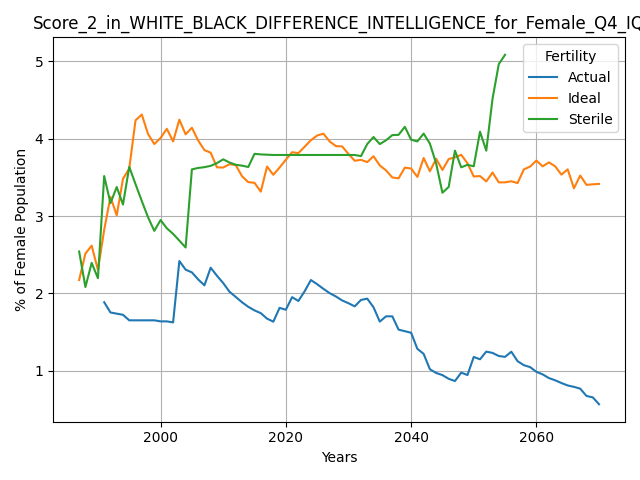 Score_2_in_WHITE_BLACK_DIFFERENCE_INTELLIGENCE_for_Female_Q4_IQ
Fertility
Actual
Ideal
Sterile
% of Female Population
5
4
3
2
1
2000 2020 2040 2060
Years